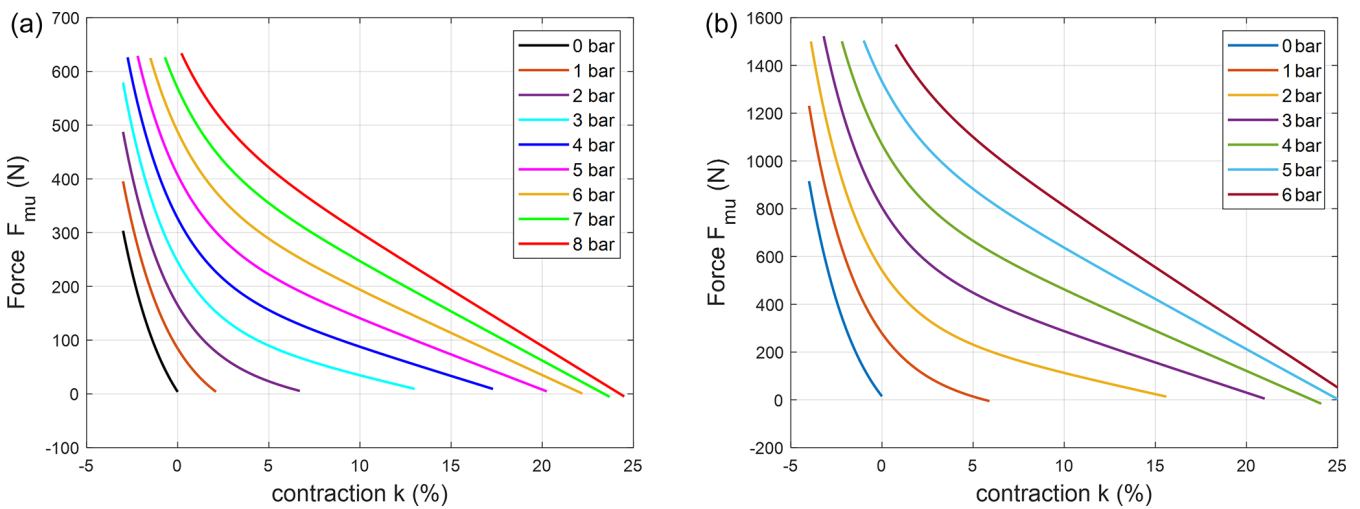 (a)
700
600
500
400
300
200
100
0
-100
Force F_mu (N)
-5 0 5 10 15 20 25
contraction k (%)
0 bar
1 bar
2 bar
3 bar
4 bar
5 bar
6 bar
7 bar
8 bar
(b)
1600
1400
1200
1000
800
600
400
200
0
-200
Force F_mu (N)
-5 0 5 10 15 20 25
contraction k (%)
0 bar
1 bar
2 bar
3 bar
4 bar
5 bar
6 bar